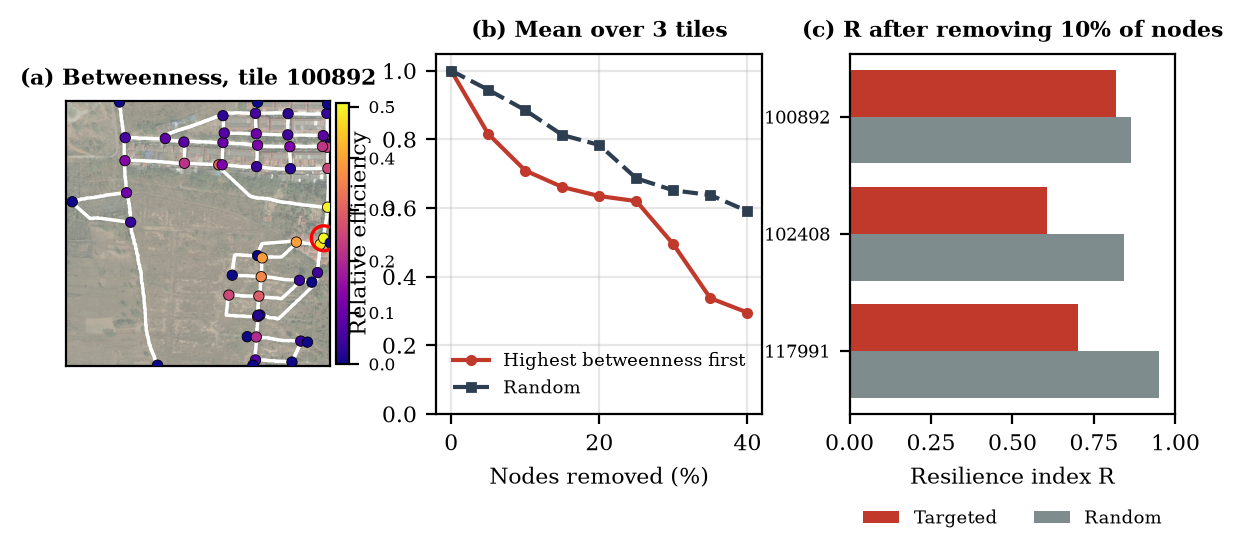 (a) Betweenness, tile 100892
0.5
0.4
0.3
0.2
0.1
0.0
(b) Mean over 3 tiles
Relative efficiency
1.0
0.8
0.6
0.4
0.2
0.0
Highest betweenness first
Random
0 20 40
Nodes removed (%)
(c) R after removing 10% of nodes
100892
102408
117991
0.00 0.25 0.50 0.75 1.00
Resilience index R
Targeted Random